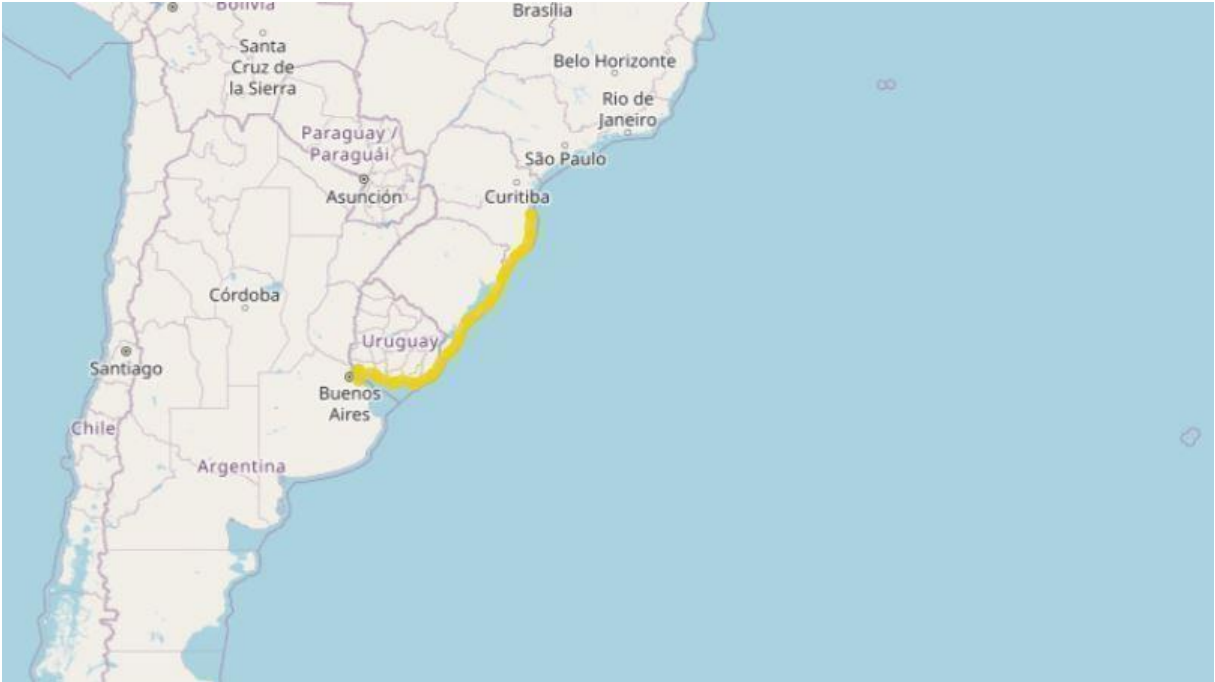 Bolivia
Brasília
Santa
Cruz de
la Sierra
Belo Horizonte
Rio de
Janeiro
Paraguay /
Paraguái
São Paulo
Asunción
Curitiba
Córdoba
Uruguay
Santiago
Buenos
Aires
Chile
Argentina